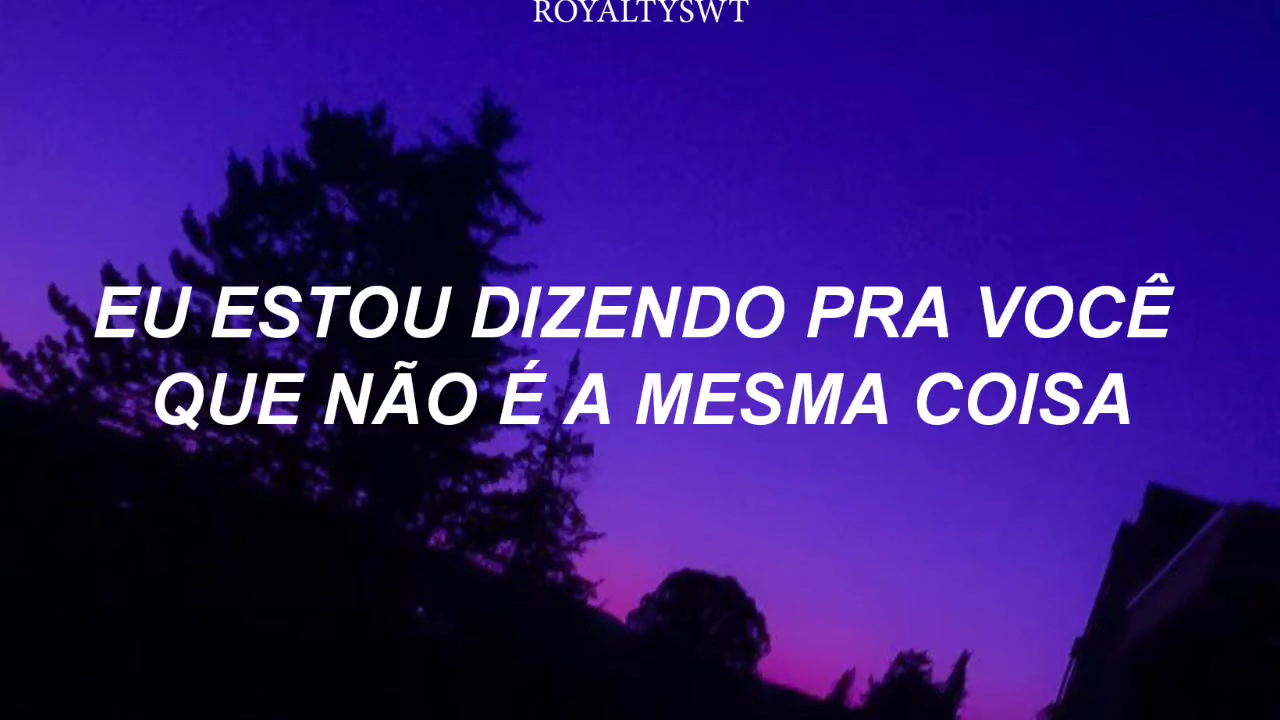 ROYALTYSWT
EU ESTOU DIZENDO PRA VOCÊ
QUE NÃO É A MESMA COISA